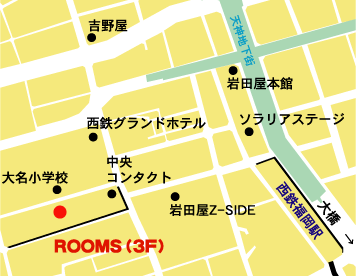 吉野屋
天神地下街
岩田屋本館
西鉄グランドホテル
ソラリアステージ
中央
コンタクト
大名小学校
岩田屋Z-SIDE
西鉄福岡駅
大橋
→
ROOMS (3F)